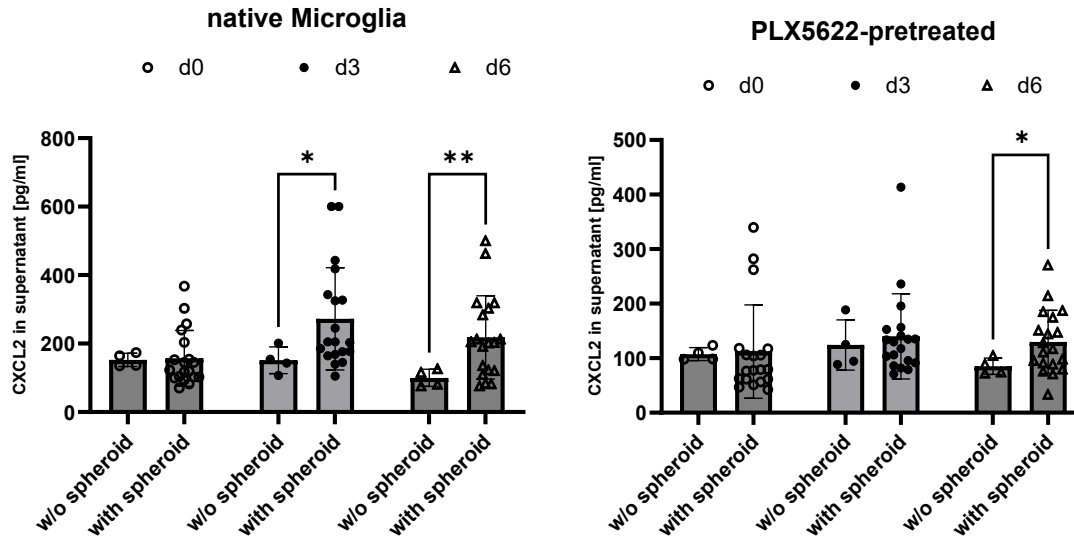 native Microglia
d0 d3 d6
CXCL2 in supernatant [pg/ml]
800
600
400
200
0
*
**
w/o spheroid
with spheroid
w/o spheroid
with spheroid
w/o spheroid
with spheroid
PLX5622-pretreated
d0 d3 d6
CXCL2 in supernatant [pg/ml]
500
400
300
200
100
0
*
w/o spheroid
with spheroid
w/o spheroid
with spheroid
w/o spheroid
with spheroid